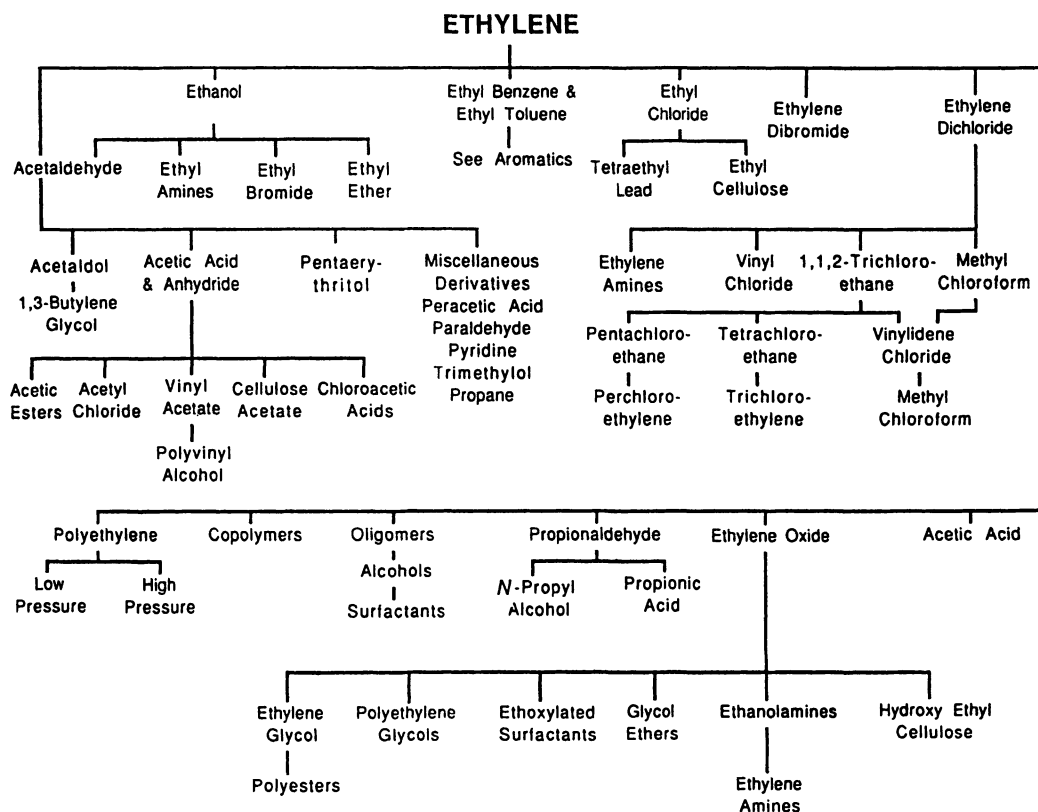 ETHYLENE
Ethanol
Ethyl Benzene &
Ethyl Toluene
See Aromatics
Ethyl
Chloride
Ethylene
Dibromide
Ethylene
Dichloride
Acetaldehyde
Ethyl
Amines
Ethyl
Bromide
Ethyl
Ether
Tetraethyl
Lead
Ethyl
Cellulose
Acetaldol
1,3-Butylene
Glycol
Acetic Acid
& Anhydride
Pentaery-
thritol
Miscellaneous
Derivatives
Peracetic Acid
Paraldehyde
Pyridine
Trimethylol
Propane
Ethylene
Amines
Vinyl
Chloride
1,1,2-Trichloro-
ethane
Methyl
Chloroform
Pentachloro-
ethane
Tetrachloro-
ethane
Vinylidene
Chloride
Perchloro-
ethylene
Trichloro-
ethylene
Methyl
Chloroform
Acetic
Esters
Acetyl
Chloride
Vinyl
Acetate
Cellulose
Acetate
Chloroacetic
Acids
Polyvinyl
Alcohol
Polyethylene
Copolymers
Oligomers
Propionaldehyde
Ethylene Oxide
Acetic Acid
Low
Pressure
High
Pressure
Alcohols
Surfactants
N-Propyl
Alcohol
Propionic
Acid
Ethylene
Glycol
Polyethylene
Glycols
Ethoxylated
Surfactants
Glycol
Ethers
Ethanolamines
Hydroxy Ethyl
Cellulose
Polyesters
Ethylene
Amines